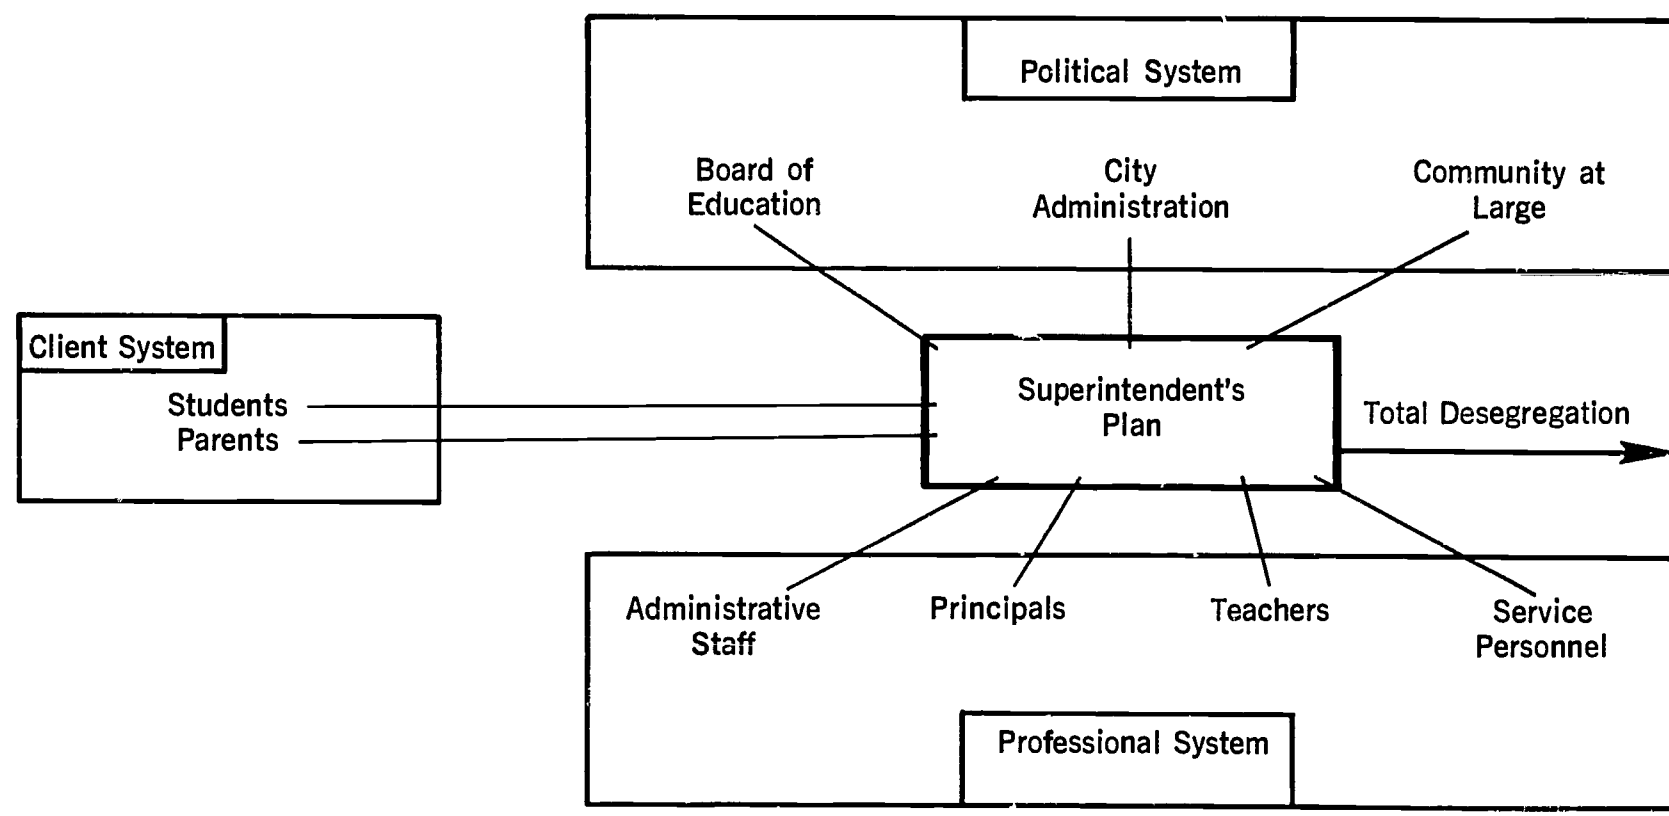 Political System
Board of
Education
City
Administration
Community at
Large
Client System
Students
Parents
Superintendent's
Plan
Total Desegregation
Administrative
Staff
Principals
Teachers
Service
Personnel
Professional System